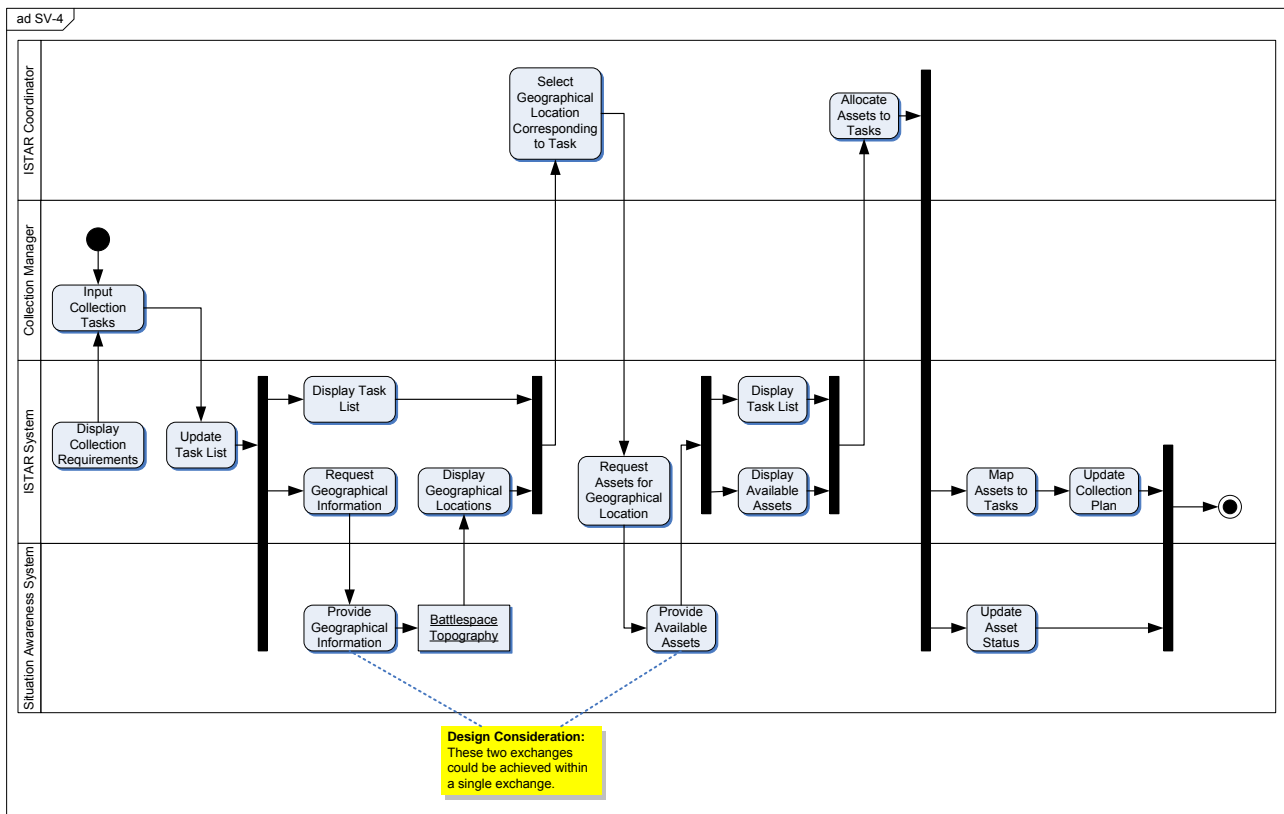 ad SV-4
ISTAR Coordinator
Select
Geographical
Location
Corresponding
to Task
Allocate
Assets to
Tasks
Collection Manager
Input
Collection
Tasks
ISTAR System
Display
Collection
Requirements
Update
Task List
Display Task
List
Request
Geographical
Information
Display
Geographical
Locations
Request
Assets for
Geographical
Location
Display
Task List
Display
Available
Assets
Map
Assets to
Tasks
Update
Collection
Plan
Situation Awareness System
Provide
Geographical
Information
Battlespace
Topography
Provide
Available
Assets
Update
Asset
Status
Design Consideration:
These two exchanges
could be achieved within
a single exchange.